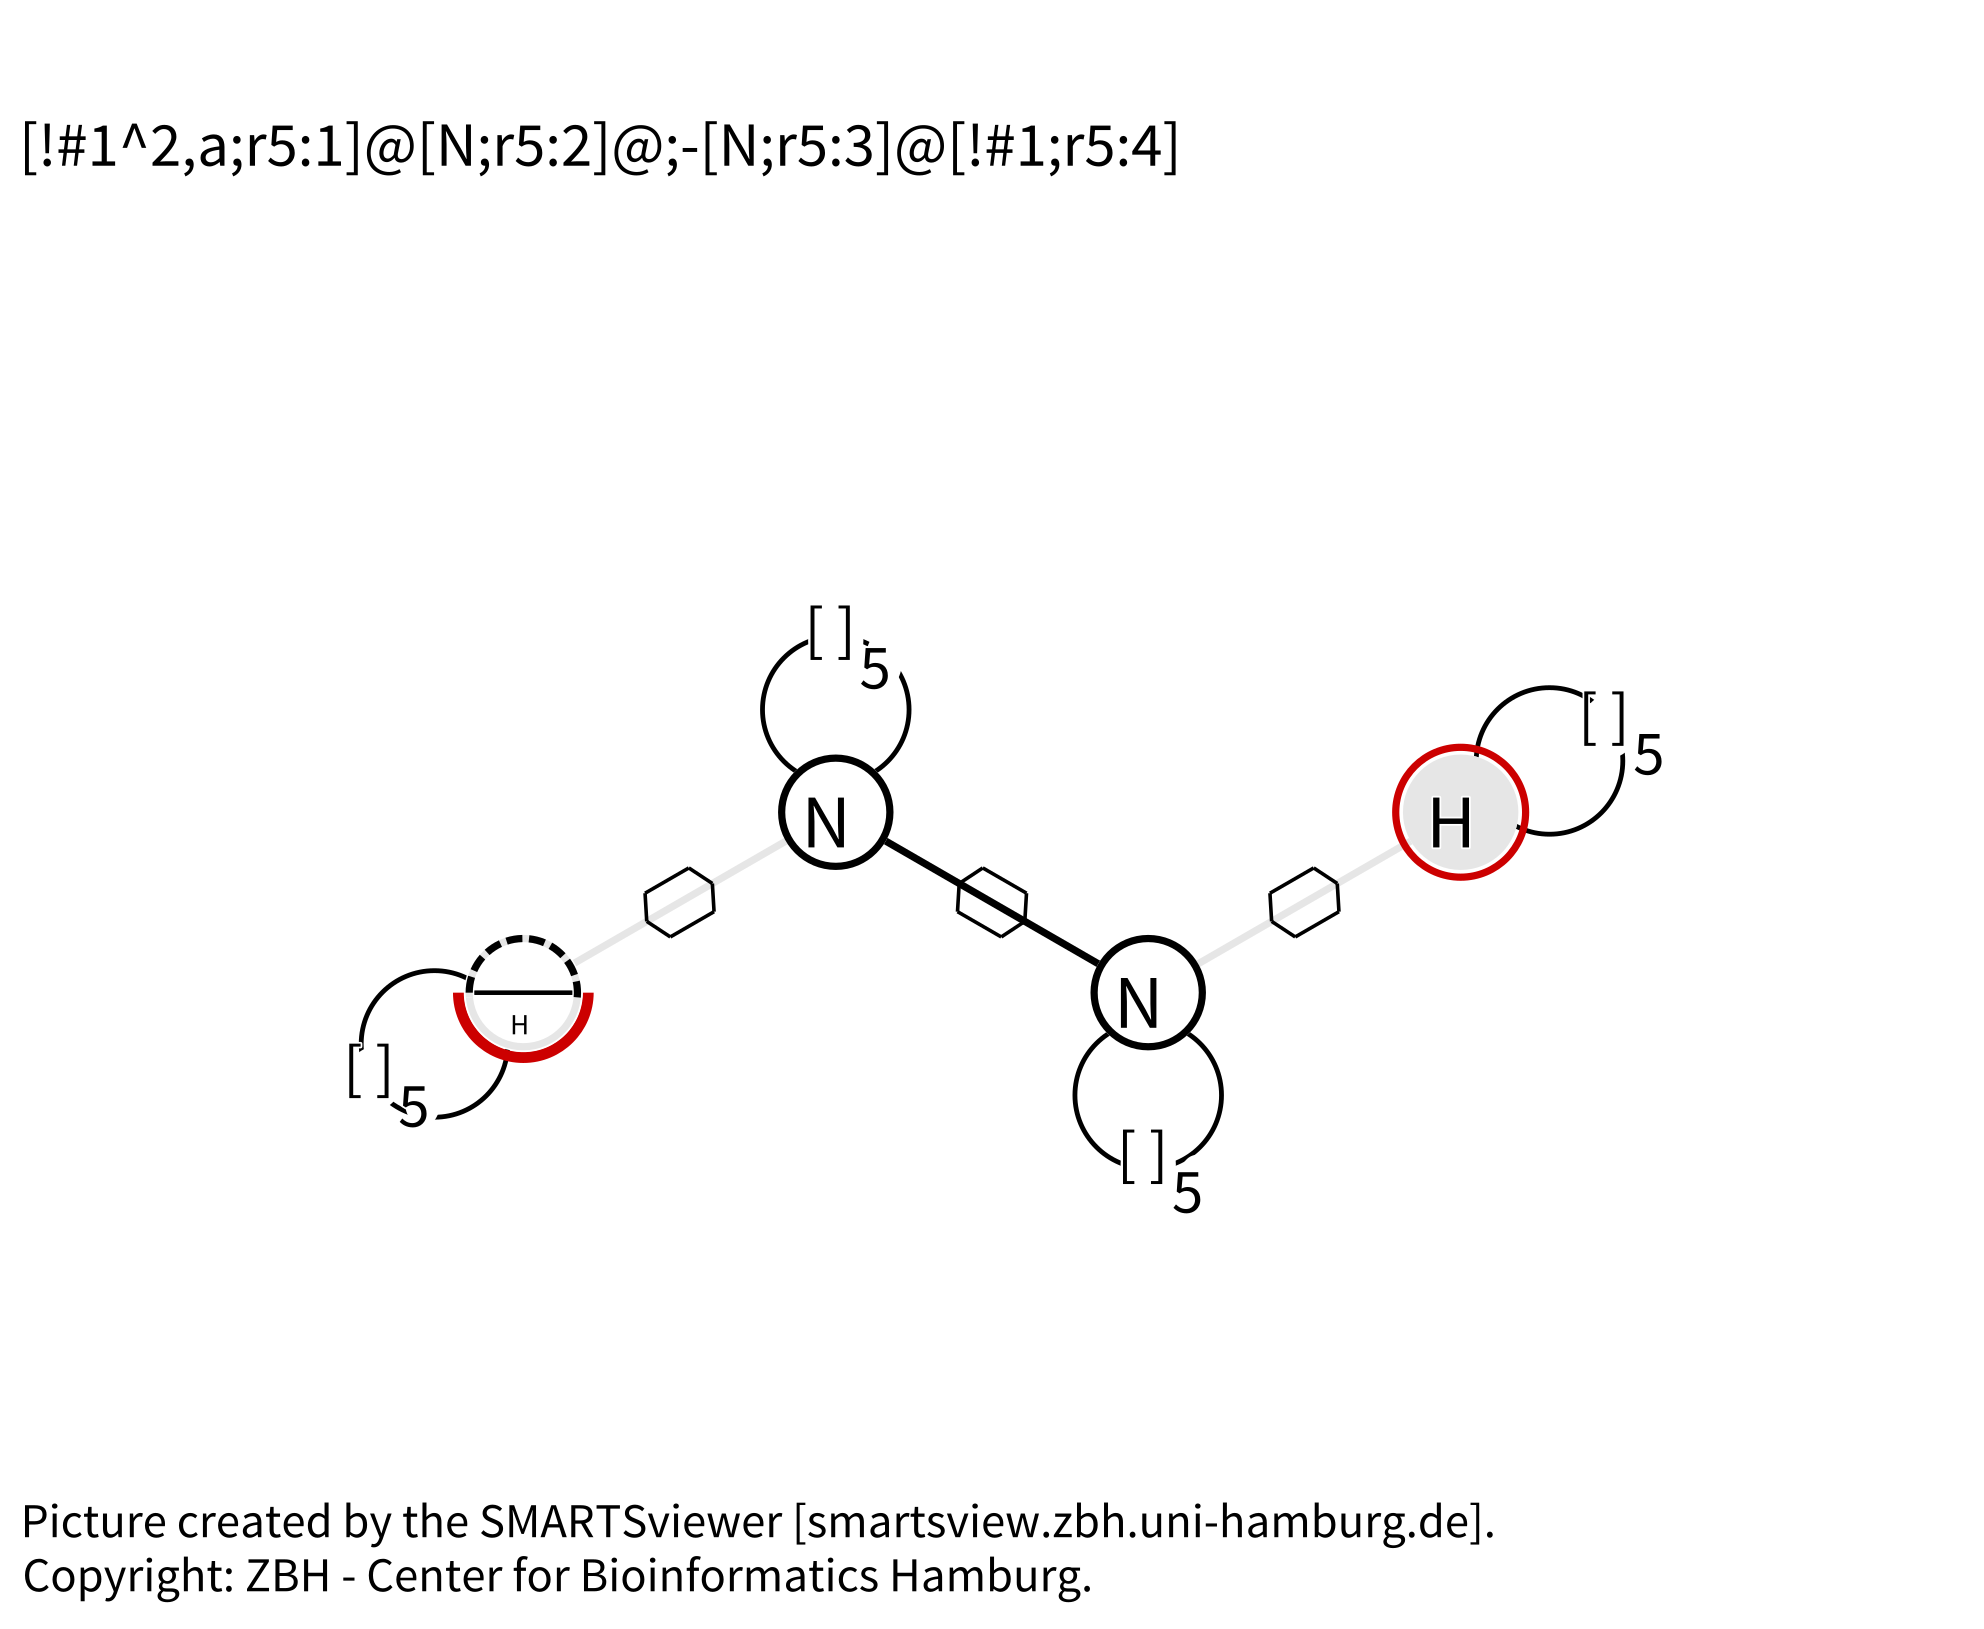 [!#1^2,a;r5:1]@[N;r5:2]@;-[N;r5:3]@[!#1;r5:4]
[ ]5
[ ]5
N
H
H
[ ]5
N
[ ]5
Picture created by the SMARTSviewer [smartsview.zbh.uni-hamburg.de].
Copyright: ZBH - Center for Bioinformatics Hamburg.